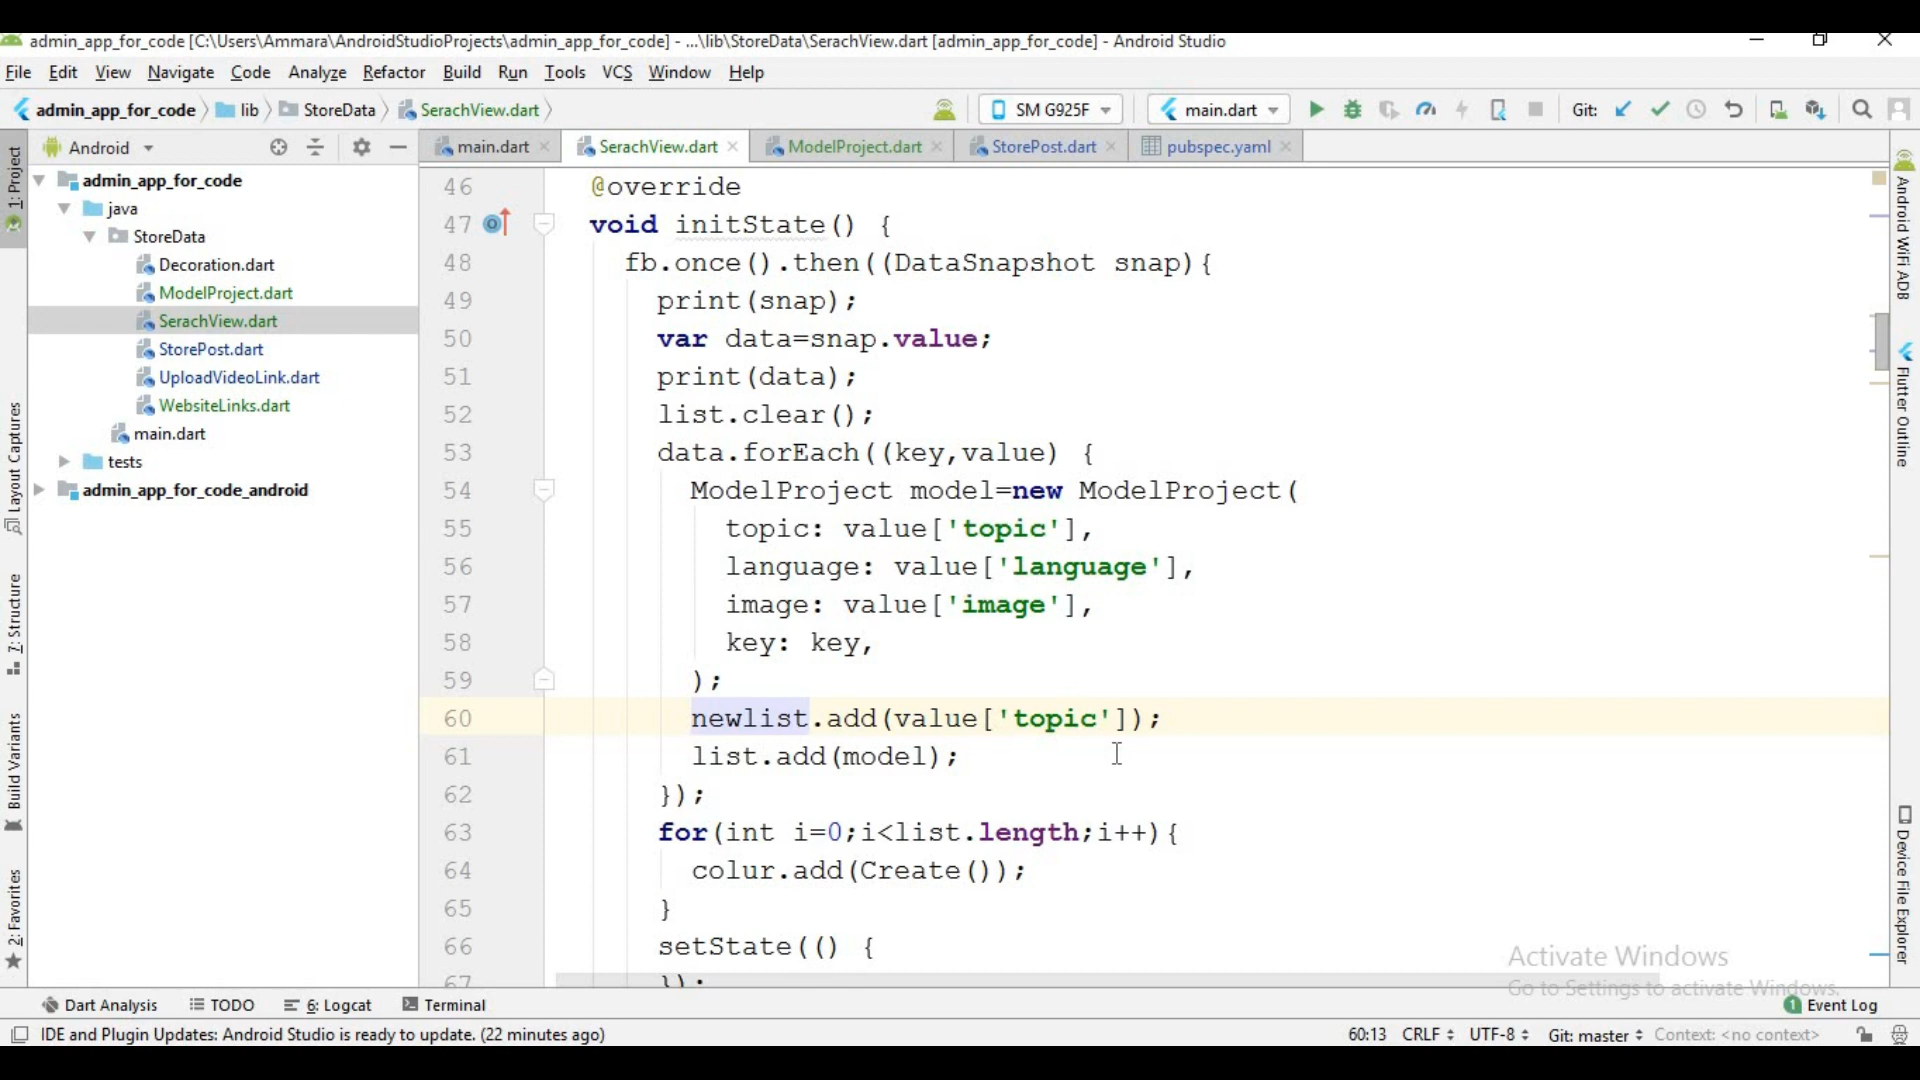 admin_app_for_code [C:\Users\Ammara\AndroidStudioProjects\admin_app_for_code] - ...\lib\StoreData\SerachView.dart [admin_app_for_code] - Android Studio
File Edit View Navigate Code Analyze Refactor Build Run Tools VCS Window Help
admin_app_for_code lib StoreData SerachView.dart SM G925F main.dart Git:
Android main.dart SerachView.dart ModelProject.dart StorePost.dart pubspec.yaml
1: Project
Layout Captures
7: Structure
Build Variants
2: Favorites
admin_app_for_code
java
StoreData
Decoration.dart
ModelProject.dart
SerachView.dart
StorePost.dart
UploadVideoLink.dart
WebsiteLinks.dart
main.dart
tests
admin_app_for_code_android
46 @override
47 void initState() {
48 fb.once().then((DataSnapshot snap){
49 print(snap);
50 var data=snap.value;
51 print(data);
52 list.clear();
53 data.forEach((key,value) {
54 ModelProject model=new ModelProject(
55 topic: value['topic'],
56 language: value['language'],
57 image: value['image'],
58 key: key,
59 );
60 newlist.add(value['topic']);
61 list.add(model);
62 });
63 for(int i=0;i<list.length;i++){
64 colur.add(Create());
65 }
66 setState(() {
67 });
Android WiFi ADB
Flutter Outline
Device File Explorer
Activate Windows
Go to Settings to activate Windows.
Dart Analysis TODO 6: Logcat Terminal 1 Event Log
IDE and Plugin Updates: Android Studio is ready to update. (22 minutes ago) 60:13 CRLF UTF-8 Git: master Context: <no context>